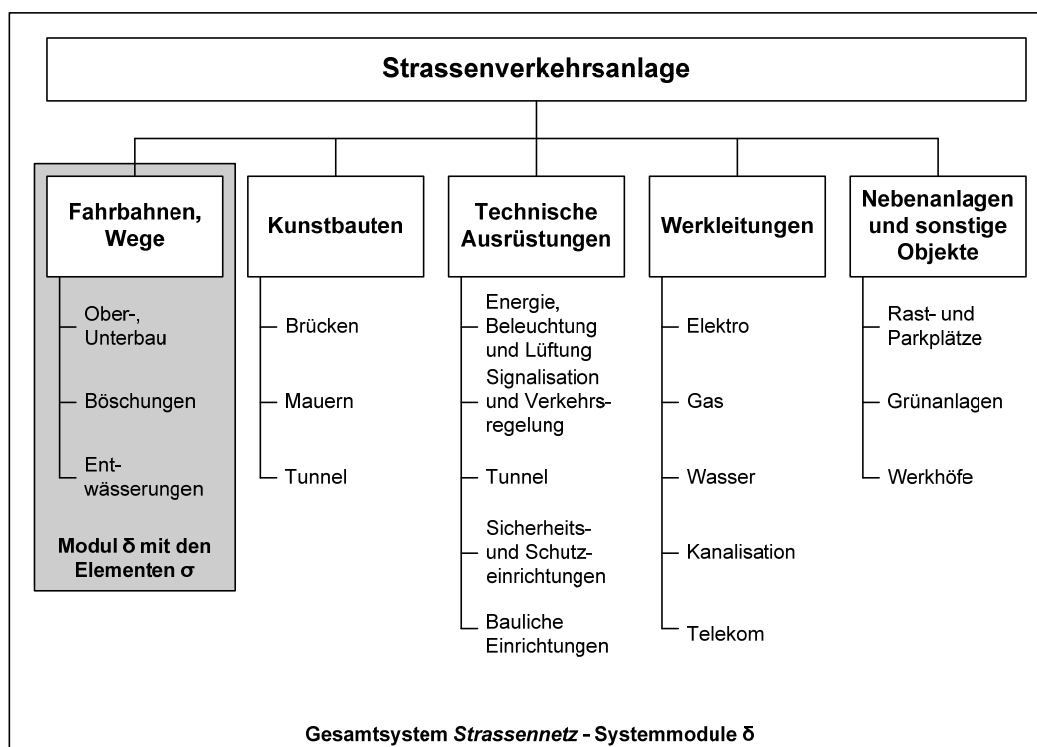 Strassenverkehrsanlage
Fahrbahnen,
Wege
Ober-,
Unterbau
Böschungen
Ent-
wässerungen
Modul δ mit den
Elementen σ
Kunstbauten
Brücken
Mauern
Tunnel
Technische
Ausrüstungen
Energie,
Beleuchtung
und Lüftung
Signalisation
und Verkehrs-
regelung
Tunnel
Sicherheits-
und Schutz-
einrichtungen
Bauliche
Einrichtungen
Werkleitungen
Elektro
Gas
Wasser
Kanalisation
Telekom
Nebenanlagen
und sonstige
Objekte
Rast- und
Parkplätze
Grünanlagen
Werkhöfe
Gesamtsystem Strassennetz - Systemmodule δ